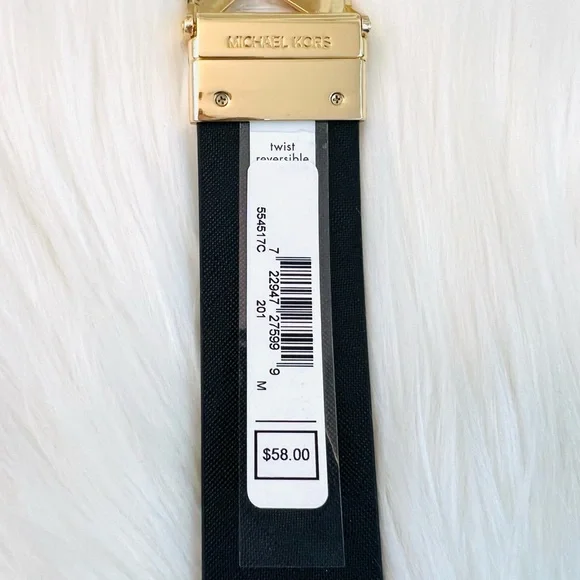 MICHAEL KORS
twist
reversible
554517C
7 22947 27599 9
201
M
$58.00